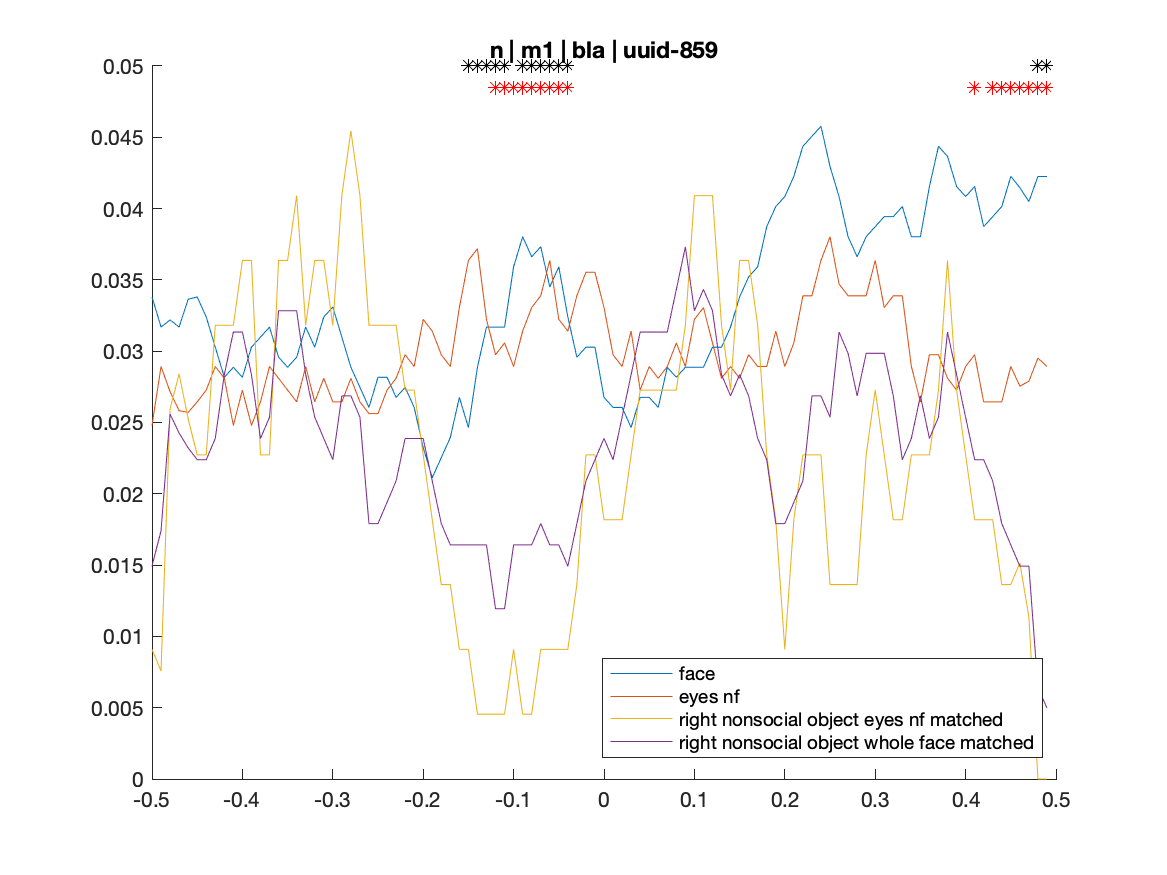 n | m1 | bla | uuid-859
0.05
0.045
0.04
0.035
0.03
0.025
0.02
0.015
0.01
0.005
0
-0.5 -0.4 -0.3 -0.2 -0.1 0 0.1 0.2 0.3 0.4 0.5
face
eyes nf
right nonsocial object eyes nf matched
right nonsocial object whole face matched